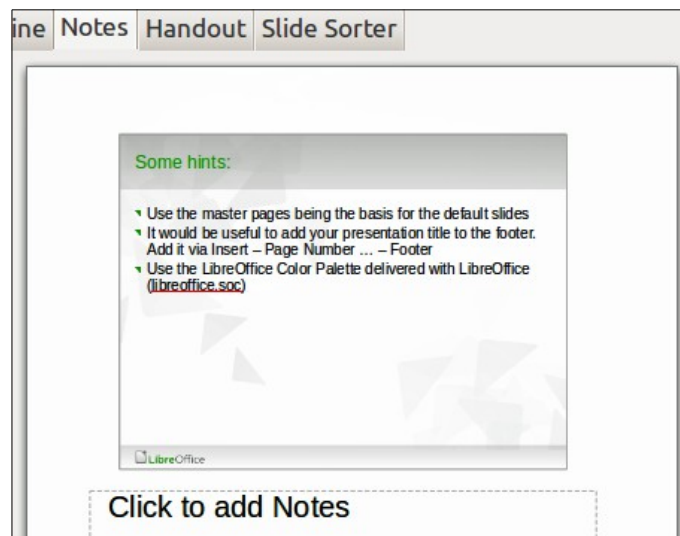 ine Notes Handout Slide Sorter
Some hints:
Use the master pages being the basis for the default slides
It would be useful to add your presentation title to the footer.
Add it via Insert – Page Number ... – Footer
Use the LibreOffice Color Palette delivered with LibreOffice
(libreoffice.soc)
LibreOffice
Click to add Notes